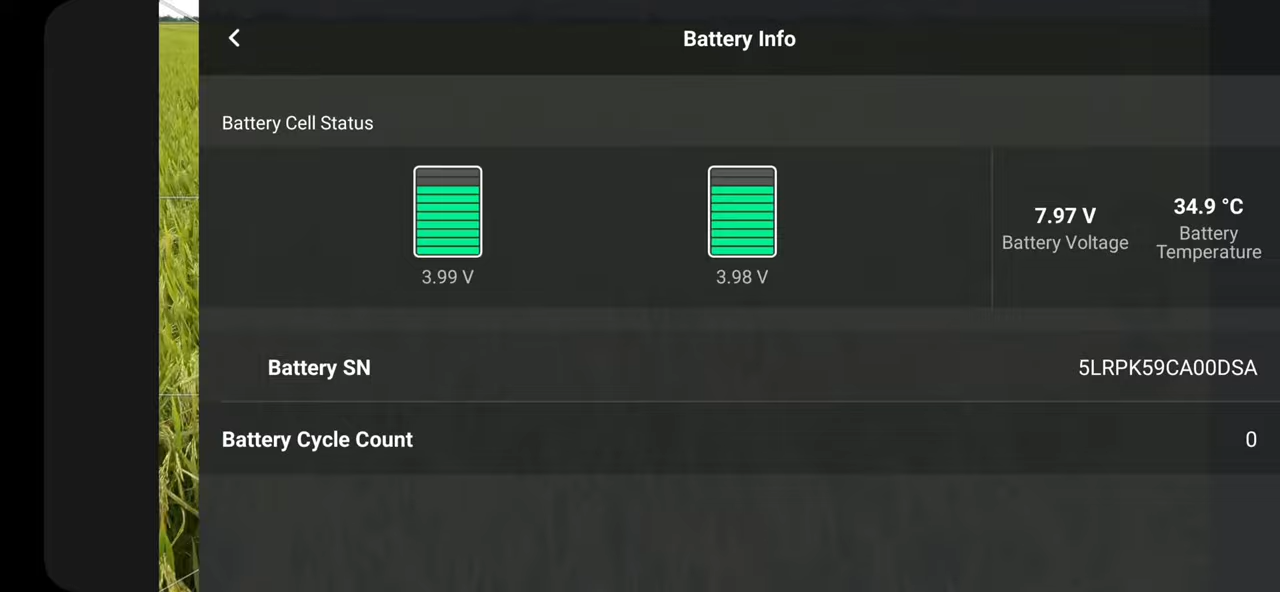 Battery Info
Battery Cell Status
3.99 V
3.98 V
7.97 V
Battery Voltage
34.9 °C
Battery
Temperature
Battery SN
5LRPK59CA00DSA
Battery Cycle Count
0